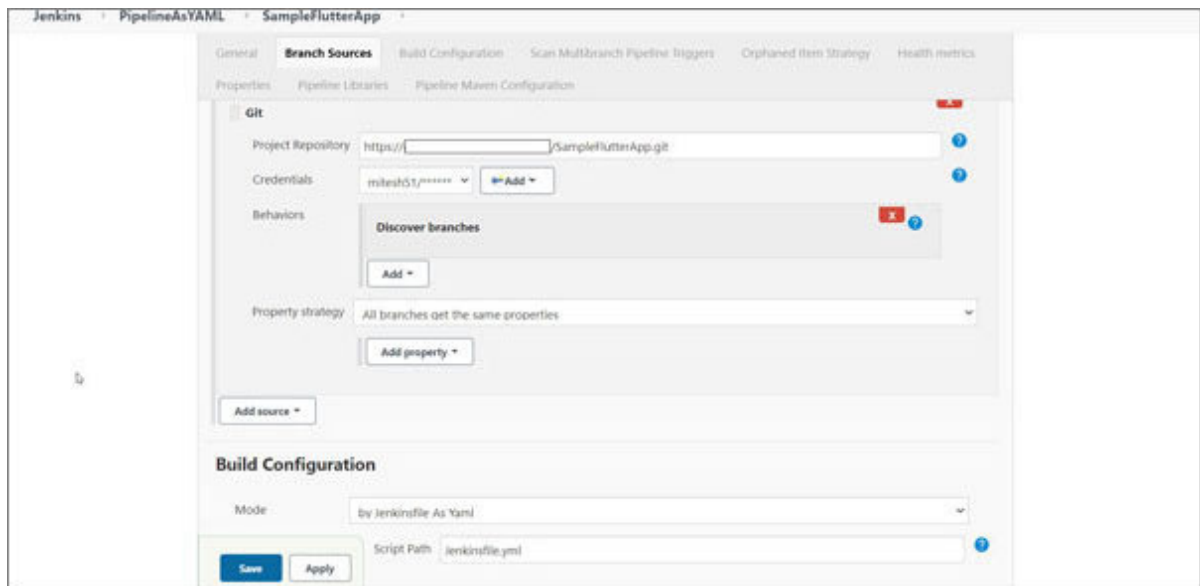 Jenkins PipelineAsYAML SampleFlutterApp
General Branch Sources Build Configuration Scan Multibranch Pipeline Triggers Orphaned Item Strategy Health metrics
Properties Pipeline Libraries Pipeline Maven Configuration
Git
X
Project Repository https:// /SampleFlutterApp.git ?
Credentials mitesh51/****** Add ?
Behaviors
Discover branches X ?
Add
Property strategy All branches get the same properties
Add property
Add source
Build Configuration
Mode by Jenkinsfile As Yaml
Script Path Jenkinsfile.yml ?
Save Apply